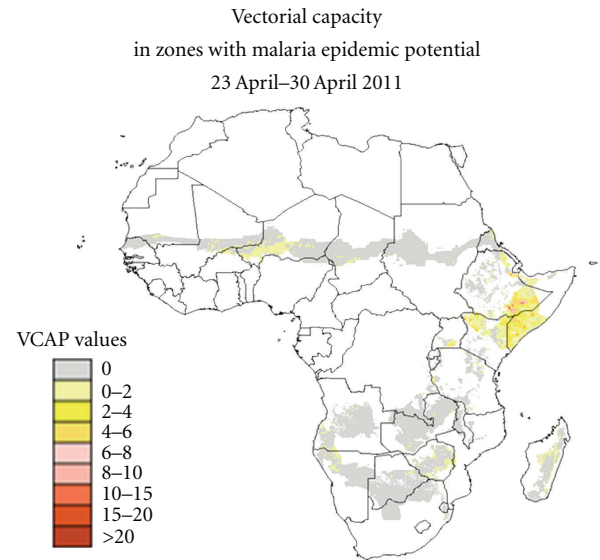 Vectorial capacity
in zones with malaria epidemic potential
23 April–30 April 2011
VCAP values
0
0–2
2–4
4–6
6–8
8–10
10–15
15–20
>20